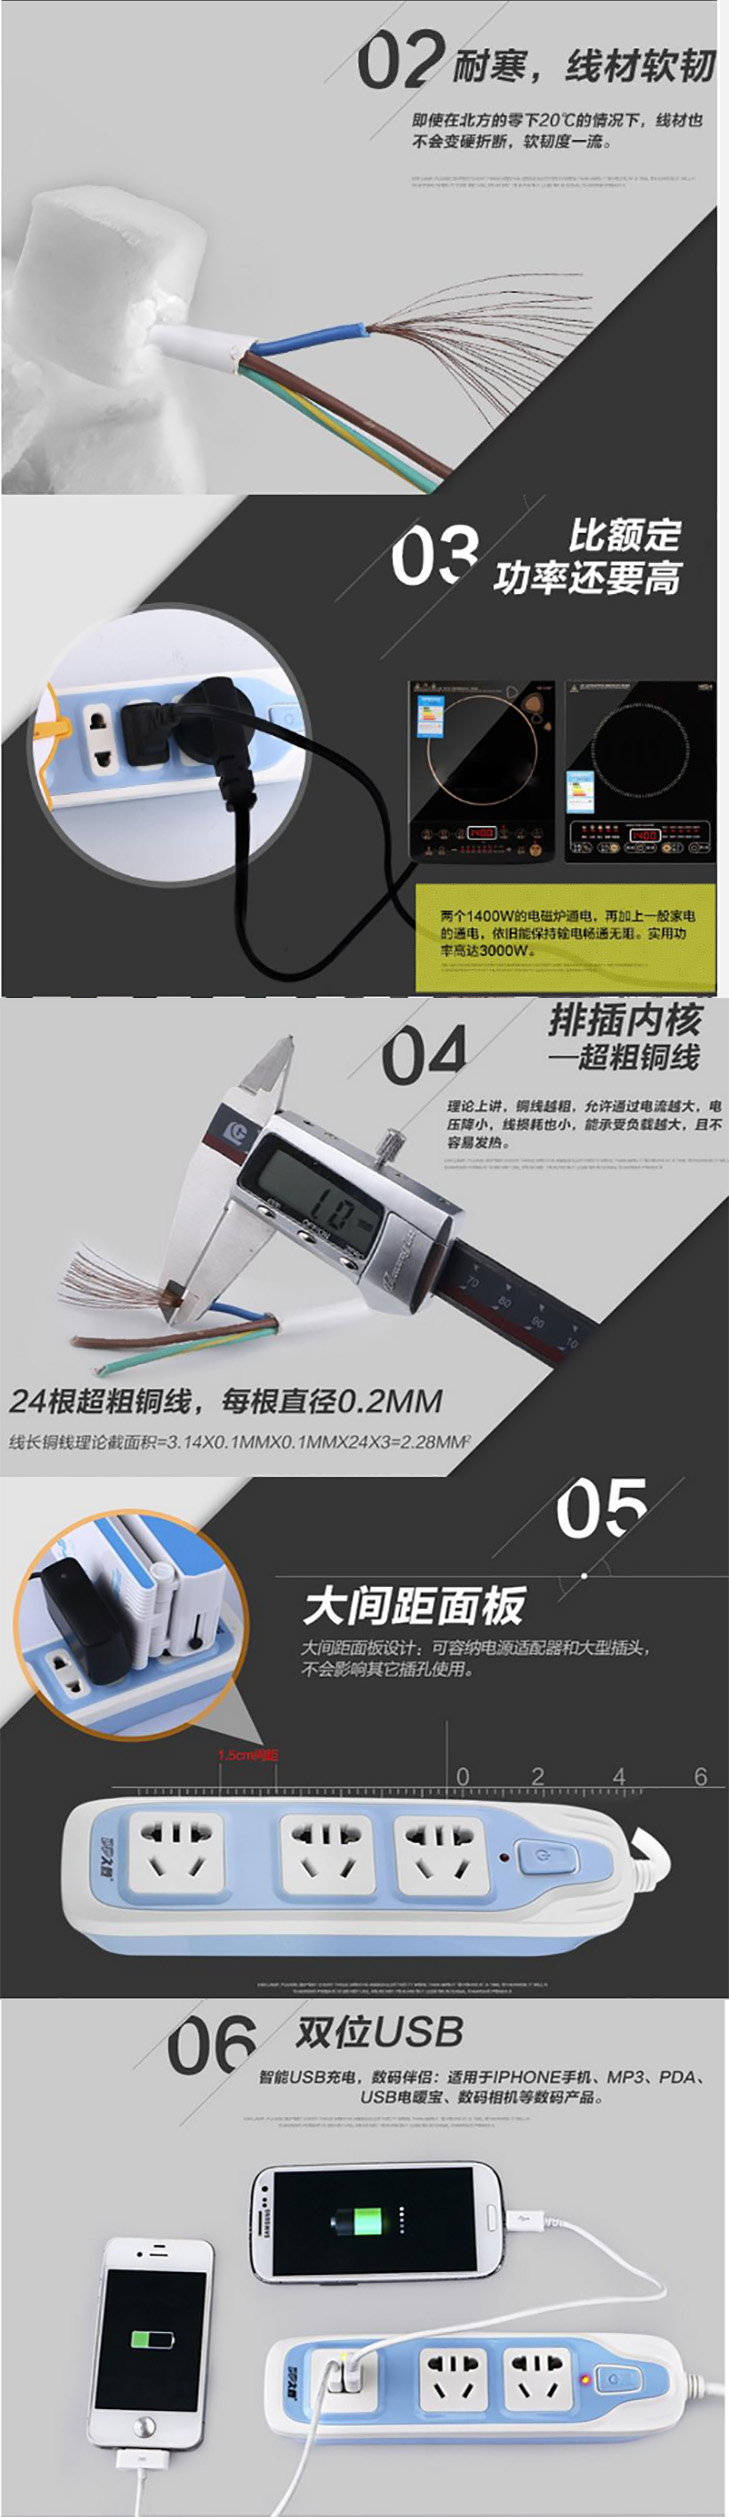 02 耐寒，线材软韧
即使在北方的零下20℃的情况下，线材也
不会变硬折断，软韧度一流。
03 比额定
功率还要高
1400
1400
两个1400W的电磁炉通电，再加上一般家电
的通电，依旧能保持输电畅通无阻。实用功
率高达3000W。
04 排插内核
—超粗铜线
理论上讲，铜线越粗，允许通过电流越大，电
压降小，线损耗也小，能承受负载越大，且不
容易发热。
1.0
70 80 90 10
24根超粗铜线，每根直径0.2MM
线长铜钱理论截面积=3.14X0.1MMX0.1MMX24X3=2.28MM²
05
大间距面板
大间距面板设计：可容纳电源适配器和大型插头，
不会影响其它插孔使用。
1.5cm间距
0 2 4 6
06 双位USB
智能USB充电，数码伴侣：适用于IPHONE手机、MP3、PDA、
USB电暖宝、数码相机等数码产品。
SAMSUNG